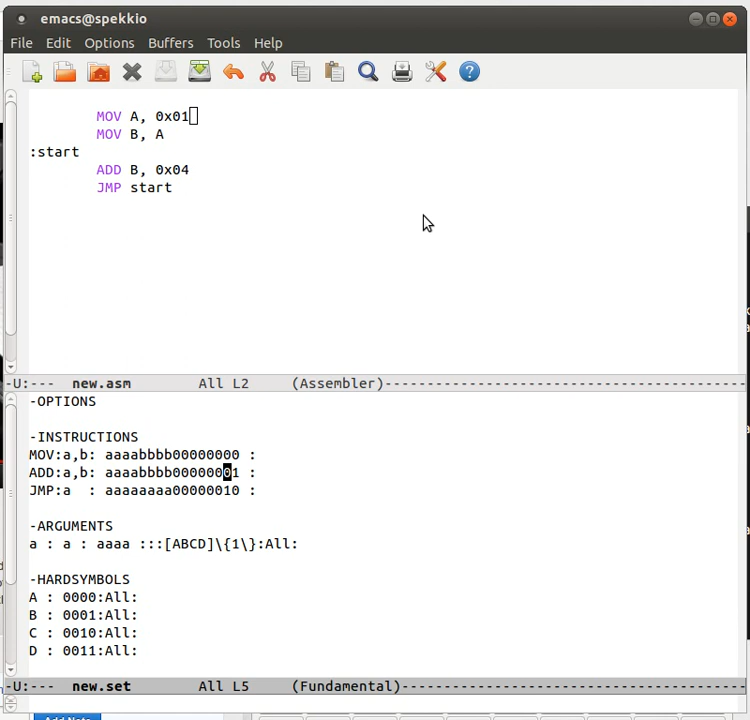 emacs@spekkio
File Edit Options Buffers Tools Help
MOV A, 0x01
MOV B, A
:start
ADD B, 0x04
JMP start
-U:--- new.asm All L2 (Assembler)-------------------------------------------
-OPTIONS
-INSTRUCTIONS
MOV:a,b: aaaabbbb00000000 :
ADD:a,b: aaaabbbb00000001 :
JMP:a : aaaaaaaa00000010 :
-ARGUMENTS
a : a : aaaa :::[ABCD]\{1\}:All:
-HARDSYMBOLS
A : 0000:All:
B : 0001:All:
C : 0010:All:
D : 0011:All:
-U:--- new.set All L5 (Fundamental)-----------------------------------------